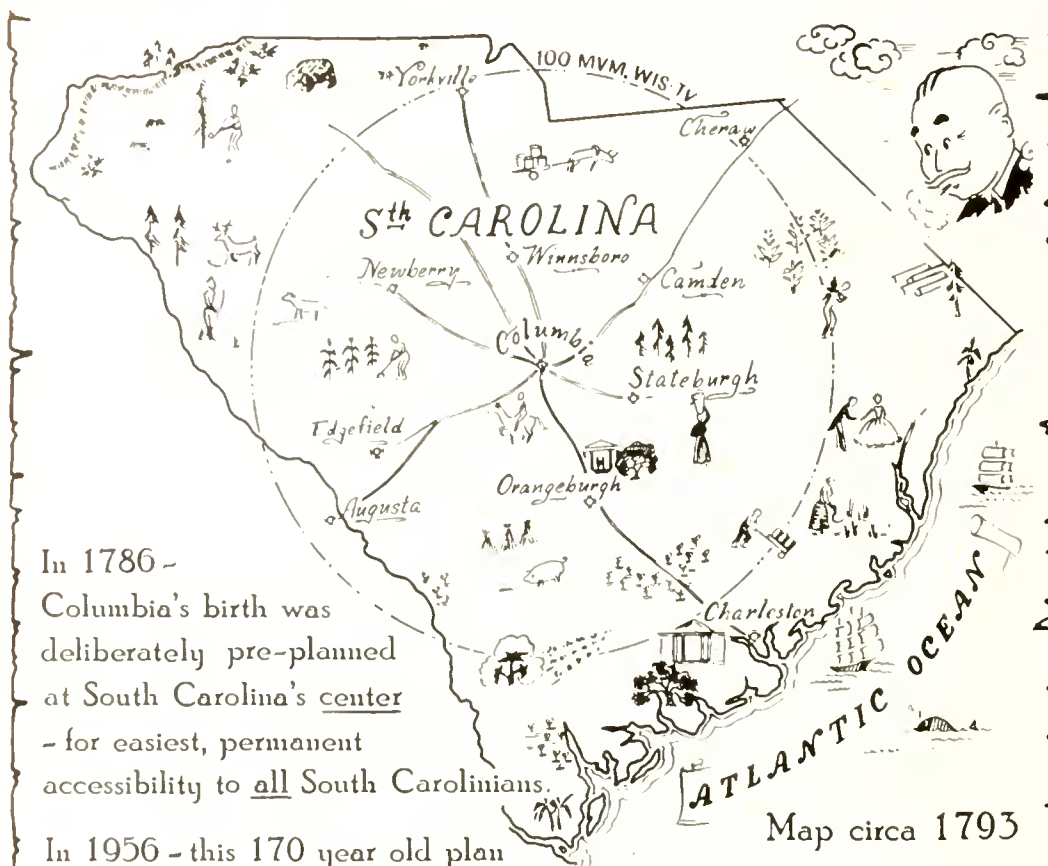 100 MVM. WIS-TV
Yorkville
Cheraw
Sth CAROLINA
Winnsboro
Newberry
Camden
Columbia
Stateburgh
Edgefield
Orangeburgh
Augusta
Charleston
ATLANTIC OCEAN
In 1786 -
Columbia's birth was
deliberately pre-planned
at South Carolina's center
- for easiest, permanent
accessibility to all South Carolinians.
Map circa 1793
In 1956 - this 170 year old plan